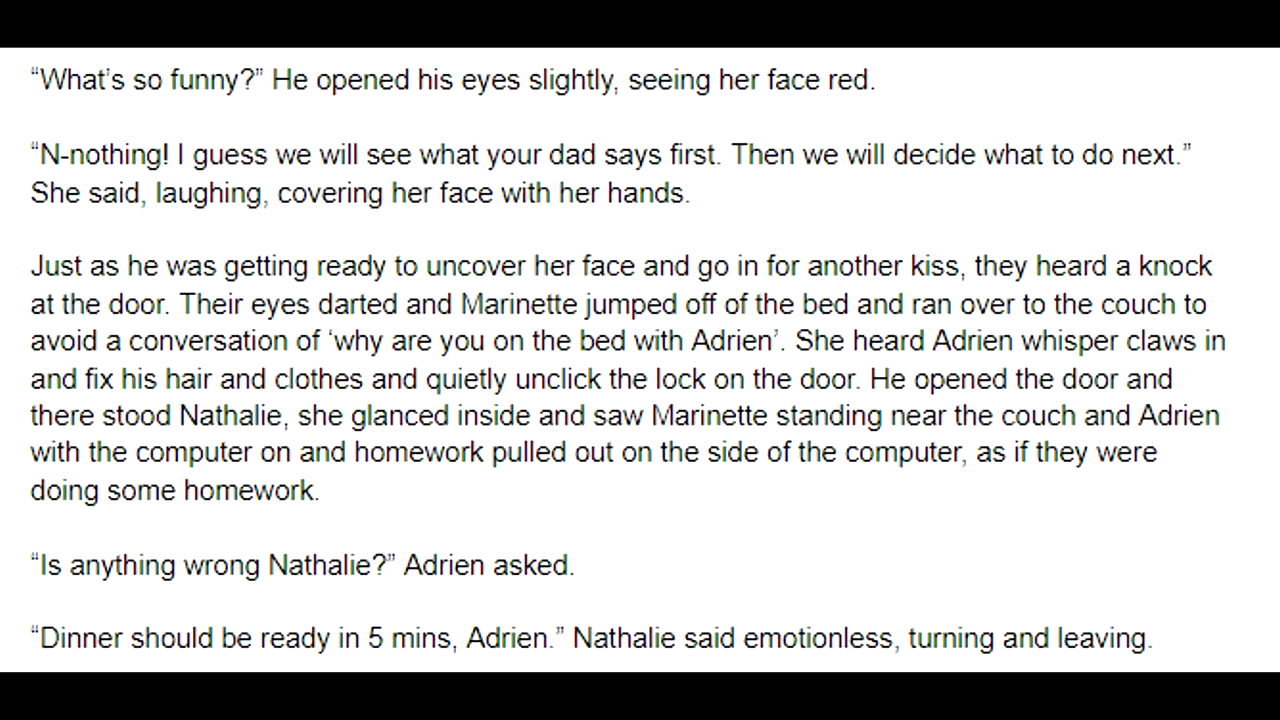 “What’s so funny?” He opened his eyes slightly, seeing her face red.
“N-nothing! I guess we will see what your dad says first. Then we will decide what to do next.”
She said, laughing, covering her face with her hands.
Just as he was getting ready to uncover her face and go in for another kiss, they heard a knock
at the door. Their eyes darted and Marinette jumped off of the bed and ran over to the couch to
avoid a conversation of ‘why are you on the bed with Adrien’. She heard Adrien whisper claws in
and fix his hair and clothes and quietly unclick the lock on the door. He opened the door and
there stood Nathalie, she glanced inside and saw Marinette standing near the couch and Adrien
with the computer on and homework pulled out on the side of the computer, as if they were
doing some homework.
“Is anything wrong Nathalie?” Adrien asked.
“Dinner should be ready in 5 mins, Adrien.” Nathalie said emotionless, turning and leaving.